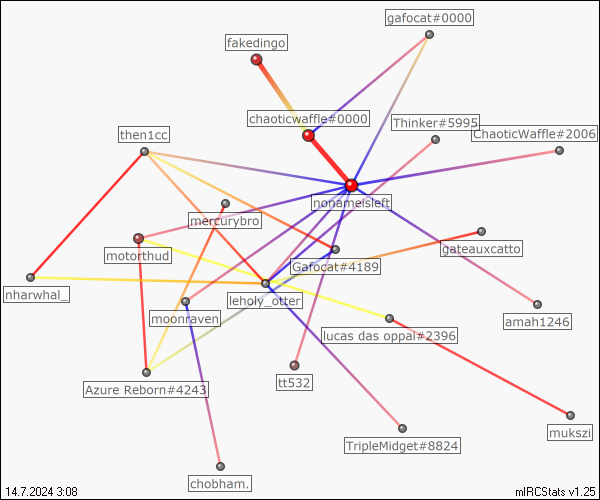 gafocat#0000
fakedingo
chaoticwaffle#0000
Thinker#5995
ChaoticWaffle#2006
then1cc
nonameisleft
mercurybro
motorthud
gateauxcatto
Gafocat#4189
nharwhal_
leholy_otter
moonraven
amah1246
lucas das oppai#2396
tt532
Azure Reborn#4243
mukszi
TripleMidget#8824
chobham.
14.7.2024 3:08
mIRCStats v1.25